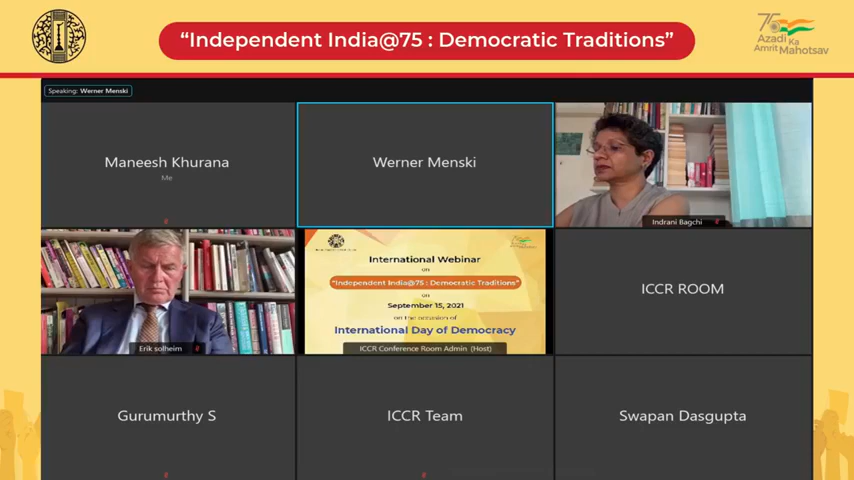 “Independent India@75 : Democratic Traditions”
75
Azadi
Ka
Amrit Mahotsav
Speaking: Werner Menski
Maneesh Khurana
Me
Werner Menski
Indrani Bagchi
Erik solheim
International Webinar
on
“Independent India@75 : Democratic Traditions”
on
September 15, 2021
on the occasion of
International Day of Democracy
ICCR Conference Room Admin (Host)
ICCR ROOM
Gurumurthy S
ICCR Team
Swapan Dasgupta